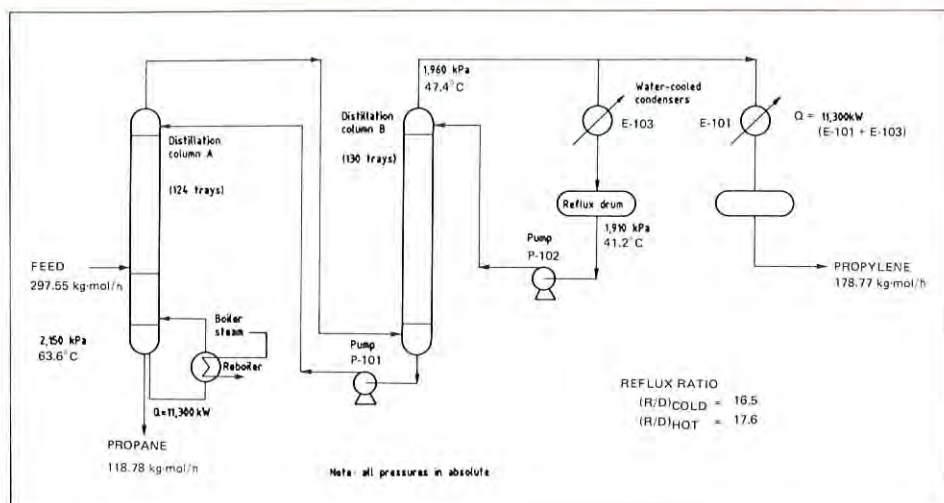 1,960 kPa
47.4°C
Water-cooled
condensers
E-103
E-101
Q = 11,300kW
(E-101 + E-103)
Distillation
column A
(124 trays)
Distillation
column B
(130 trays)
Reflux drum
1,910 kPa
41.2°C
Pump
P-102
FEED
297.55 kg·mol/h
PROPYLENE
178.77 kg·mol/h
2,150 kPa
63.6°C
Boiler
steam
Reboiler
Pump
P-101
Q=11,300kW
PROPANE
118.78 kg·mol/h
REFLUX RATIO
(R/D)COLD = 16.5
(R/D)HOT = 17.6
Note: all pressures in absolute